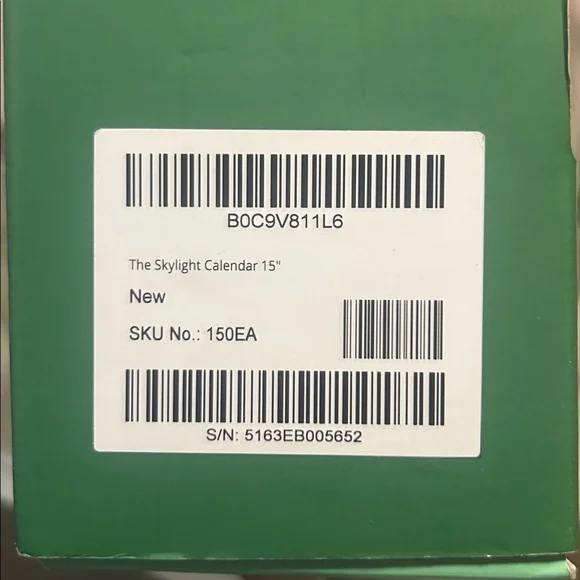 B0C9V811L6
The Skylight Calendar 15"
New
SKU No.: 150EA
S/N: 5163EB005652